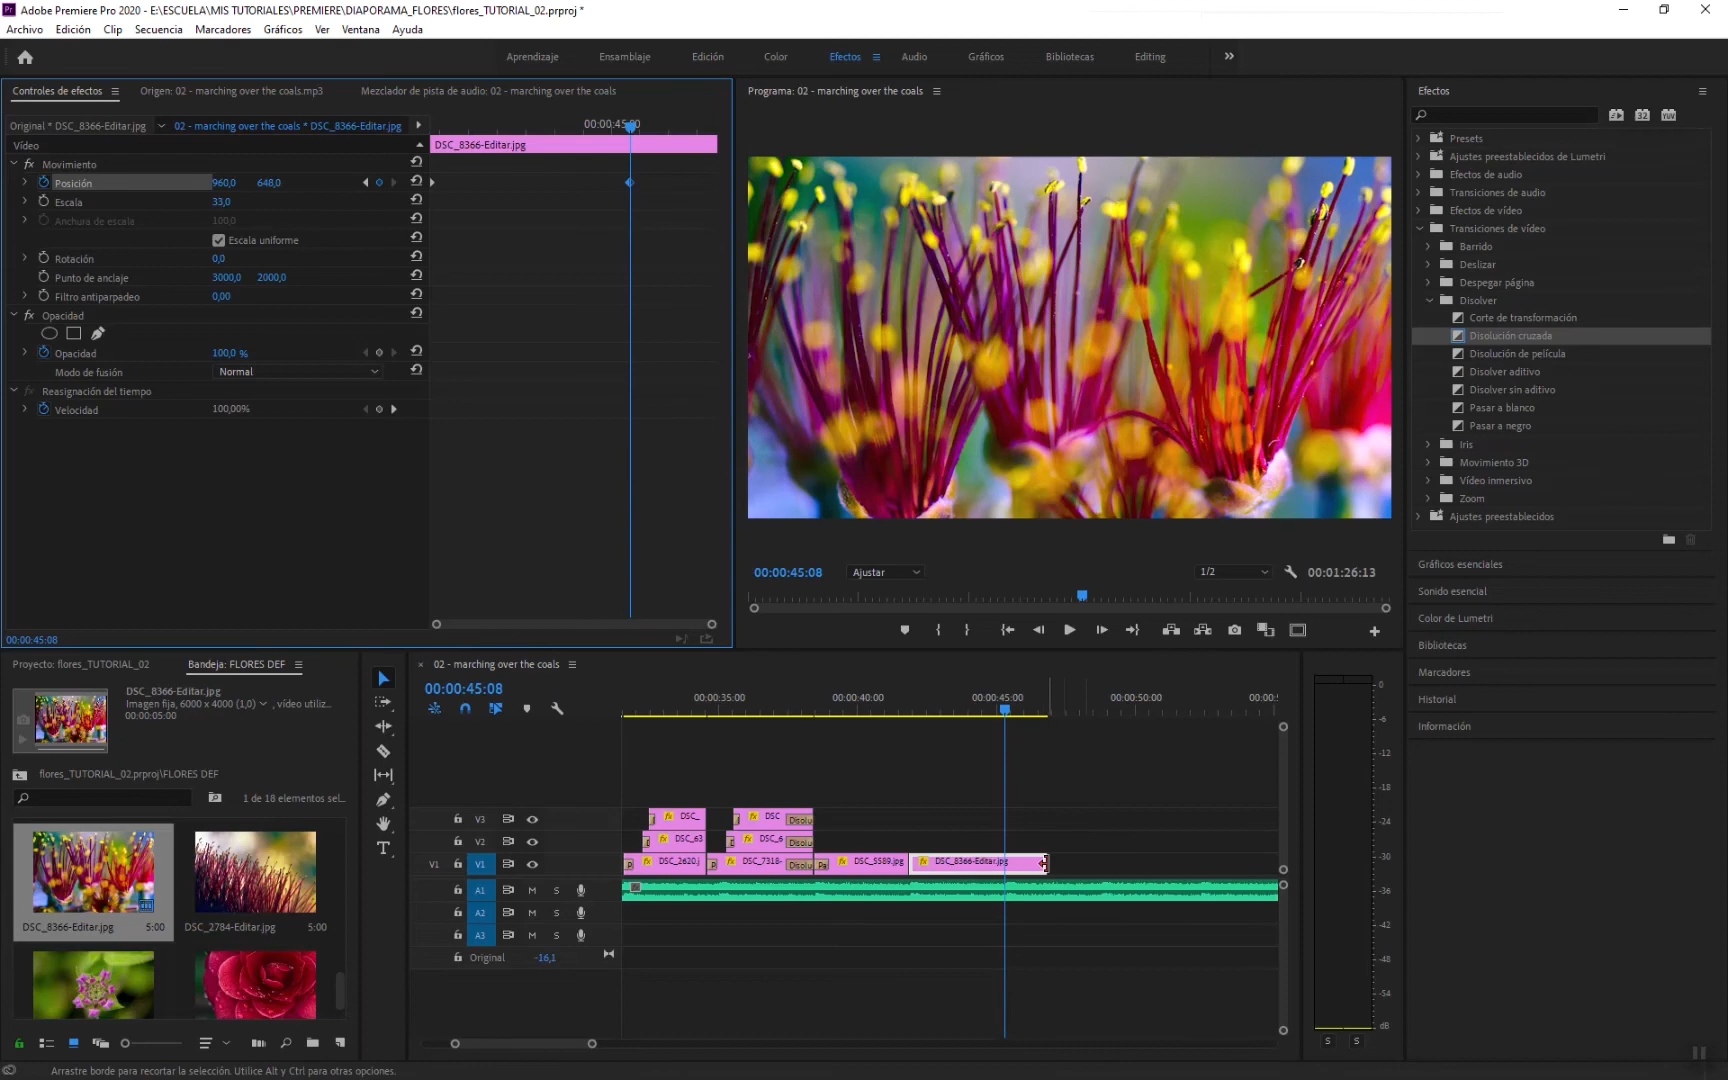 Adobe Premiere Pro 2020 - E:\ESCUELA\MIS TUTORIALES\PREMIERE\DIAPORAMA_FLORES\flores_TUTORIAL_02.prproj *
Archivo Edición Clip Secuencia Marcadores Gráficos Ver Ventana Ayuda
Aprendizaje Ensamblaje Edición Color Efectos Audio Gráficos Bibliotecas Editing
Controles de efectos Origen: 02 - marching over the coals.mp3 Mezclador de pista de audio: 02 - marching over the coals
Original * DSC_8366-Editar.jpg 02 - marching over the coals * DSC_8366-Editar.jpg 00:00:45:00
Vídeo DSC_8366-Editar.jpg
fx Movimiento
Posición 960,0 648,0
Escala 33,0
Anchura de escala 100,0
Escala uniforme
Rotación 0,0
Punto de anclaje 3000,0 2000,0
Filtro antiparpadeo 0,00
fx Opacidad
Opacidad 100,0 %
Modo de fusión Normal
fx Reasignación del tiempo
Velocidad 100,00%
00:00:45:08
Programa: 02 - marching over the coals
00:00:45:08 Ajustar 1/2 00:01:26:13
Efectos
32 YUV
Presets
Ajustes preestablecidos de Lumetri
Efectos de audio
Transiciones de audio
Efectos de vídeo
Transiciones de vídeo
Barrido
Deslizar
Despegar página
Disolver
Corte de transformación
Disolución cruzada
Disolución de película
Disolver aditivo
Disolver sin aditivo
Pasar a blanco
Pasar a negro
Iris
Movimiento 3D
Vídeo inmersivo
Zoom
Ajustes preestablecidos
Gráficos esenciales
Sonido esencial
Color de Lumetri
Bibliotecas
Marcadores
Historial
Información
Proyecto: flores_TUTORIAL_02 Bandeja: FLORES DEF
DSC_8366-Editar.jpg
Imagen fija, 6000 x 4000 (1,0) , vídeo utiliz...
00:00:05:00
flores_TUTORIAL_02.prproj\FLORES DEF
1 de 18 elementos sel...
DSC_8366-Editar.jpg 5:00 DSC_2784-Editar.jpg 5:00
02 - marching over the coals
00:00:45:08
00:00:35:00 00:00:40:00 00:00:45:00 00:00:50:00
V3 fx DSC_ fx DSC Disolu
V2 fx DSC_63 fx DSC_6 Disolu
V1 V1 fx DSC_2620.j fx DSC_7318- Disolu Pa fx DSC_5589.jpg fx DSC_8366-Editar.jpg
A1 M S
A2 M S
A3 M S
Original -16,1
0
-6
-12
-18
-24
-30
-36
-42
-48
-54
dB
S S
Arrastre borde para recortar la selección. Utilice Alt y Ctrl para otras opciones.